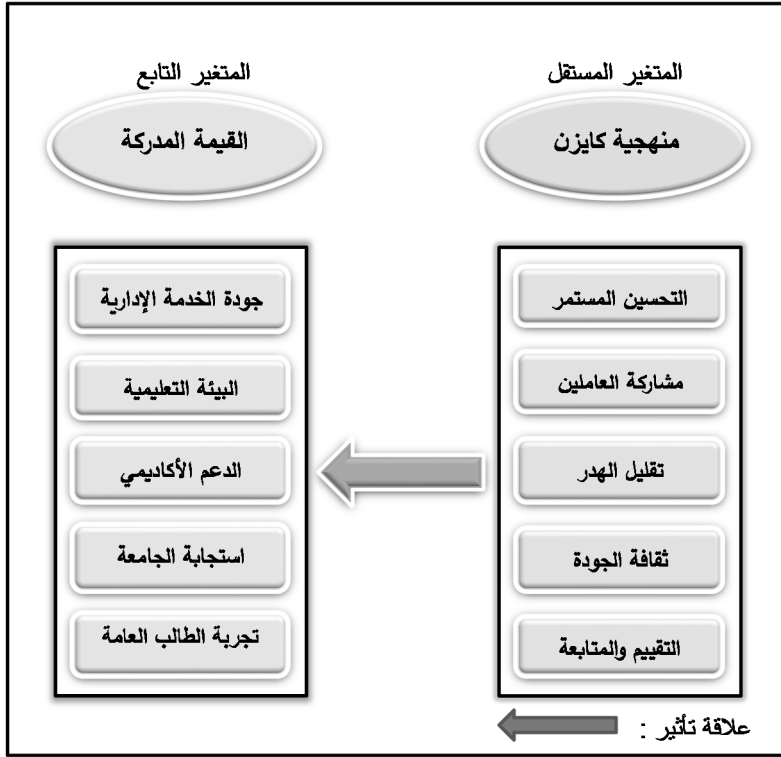 المتغير المستقل
المتغير التابع
منهجية كايزن
القيمة المدركة
التحسين المستمر
مشاركة العاملين
تقليل الهدر
ثقافة الجودة
التقييم والمتابعة
جودة الخدمة الإدارية
البيئة التعليمية
الدعم الأكاديمي
استجابة الجامعة
تجربة الطالب العامة
علاقة تأثير :